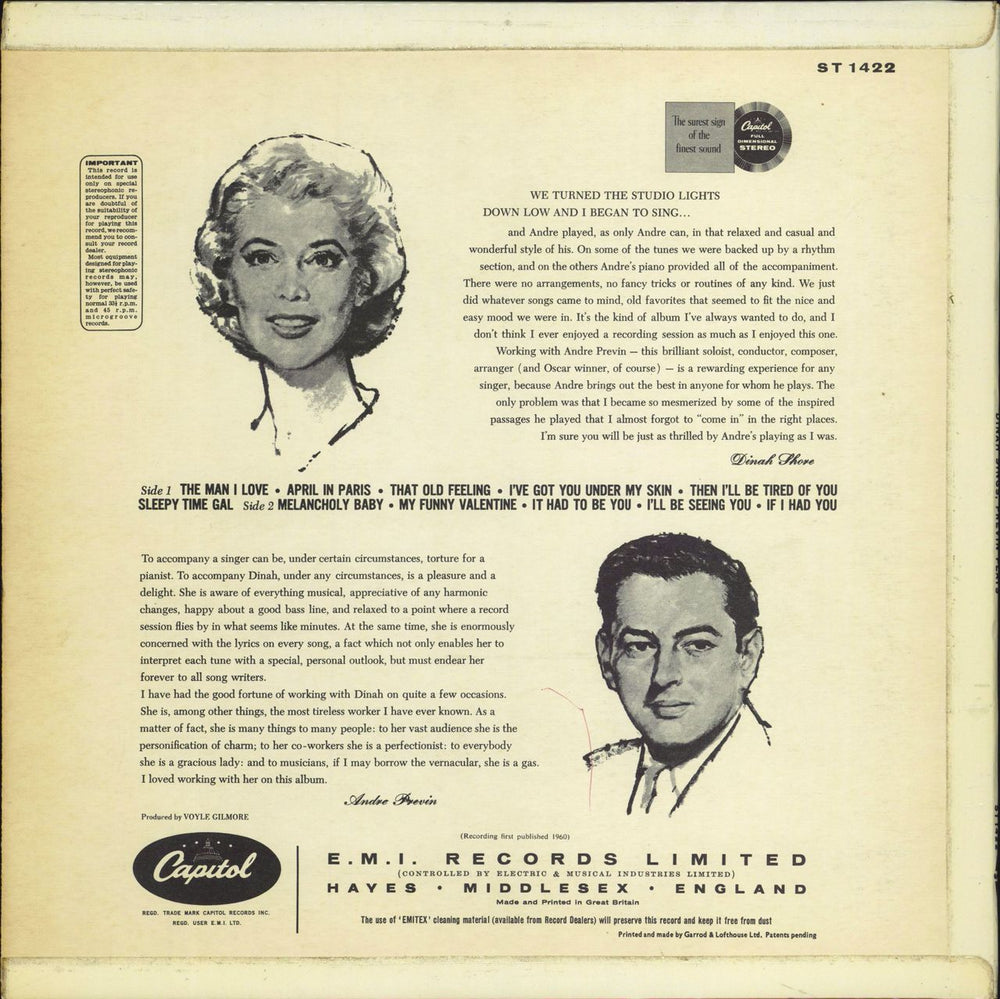 ST 1422
The surest sign
of the
finest sound
Capitol
FULL
DIMENSIONAL
STEREO
IMPORTANT
This record is
intended for use
only on special
stereophonic re-
producers. If you
are doubtful of
the suitability of
your reproducer
for playing this
record, we recom-
mend you to con-
sult your record
dealer.
Most equipment
designed for play-
ing stereophonic
records may,
however, be used
with perfect safe-
ty for playing
normal 33⅓ r.p.m.
and 45 r.p.m.
microgroove
records.
WE TURNED THE STUDIO LIGHTS
DOWN LOW AND I BEGAN TO SING...
and Andre played, as only Andre can, in that relaxed and casual and
wonderful style of his. On some of the tunes we were backed up by a rhythm
section, and on the others Andre's piano provided all of the accompaniment.
There were no arrangements, no fancy tricks or routines of any kind. We just
did whatever songs came to mind, old favorites that seemed to fit the nice and
easy mood we were in. It's the kind of album I've always wanted to do, and I
don't think I ever enjoyed a recording session as much as I enjoyed this one.
Working with Andre Previn — this brilliant soloist, conductor, composer,
arranger (and Oscar winner, of course) — is a rewarding experience for any
singer, because Andre brings out the best in anyone for whom he plays. The
only problem was that I became so mesmerized by some of the inspired
passages he played that I almost forgot to "come in" in the right places.
I'm sure you will be just as thrilled by Andre's playing as I was.
Dinah Shore
Side 1 THE MAN I LOVE • APRIL IN PARIS • THAT OLD FEELING • I'VE GOT YOU UNDER MY SKIN • THEN I'LL BE TIRED OF YOU
SLEEPY TIME GAL Side 2 MELANCHOLY BABY • MY FUNNY VALENTINE • IT HAD TO BE YOU • I'LL BE SEEING YOU • IF I HAD YOU
To accompany a singer can be, under certain circumstances, torture for a
pianist. To accompany Dinah, under any circumstances, is a pleasure and a
delight. She is aware of everything musical, appreciative of any harmonic
changes, happy about a good bass line, and relaxed to a point where a record
session flies by in what seems like minutes. At the same time, she is enormously
concerned with the lyrics on every song, a fact which not only enables her to
interpret each tune with a special, personal outlook, but must endear her
forever to all song writers.
I have had the good fortune of working with Dinah on quite a few occasions.
She is, among other things, the most tireless worker I have ever known. As a
matter of fact, she is many things to many people: to her vast audience she is the
personification of charm; to her co-workers she is a perfectionist: to everybody
she is a gracious lady: and to musicians, if I may borrow the vernacular, she is a gas.
I loved working with her on this album.
Andre Previn
Produced by VOYLE GILMORE
Capitol
REGD. TRADE MARK CAPITOL RECORDS INC.
REGD. USER E.M.I. LTD.
(Recording first published 1960)
E.M.I. RECORDS LIMITED
(CONTROLLED BY ELECTRIC & MUSICAL INDUSTRIES LIMITED)
HAYES • MIDDLESEX • ENGLAND
Made and Printed in Great Britain
The use of 'EMITEX' cleaning material (available from Record Dealers) will preserve this record and keep it free from dust
Printed and made by Garrod & Lofthouse Ltd. Patents pending